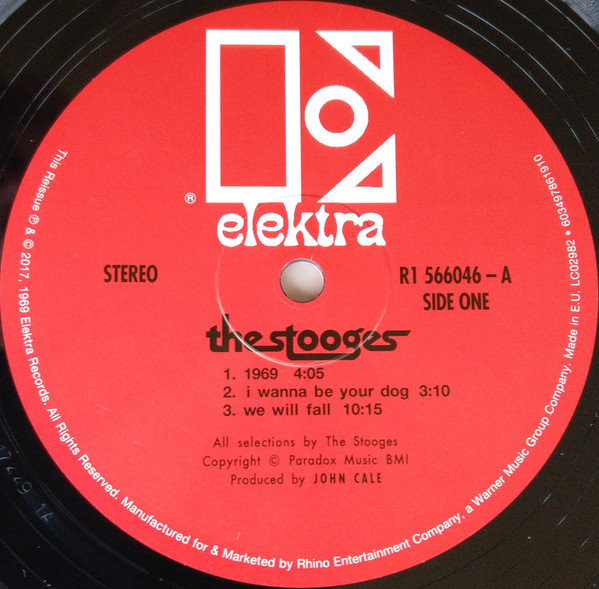 ®
elektra
STEREO
R1 566046 – A
SIDE ONE
the stooges
1. 1969 4:05
2. i wanna be your dog 3:10
3. we will fall 10:15
All selections by The Stooges
Copyright © Paradox Music BMI
Produced by JOHN CALE
This Reissue ℗ & © 2017, 1969 Elektra Records. All Rights Reserved. Manufactured for & Marketed by Rhino Entertainment Company, a Warner Music Group Company. Made in E.U. LC02982 • 603497861910